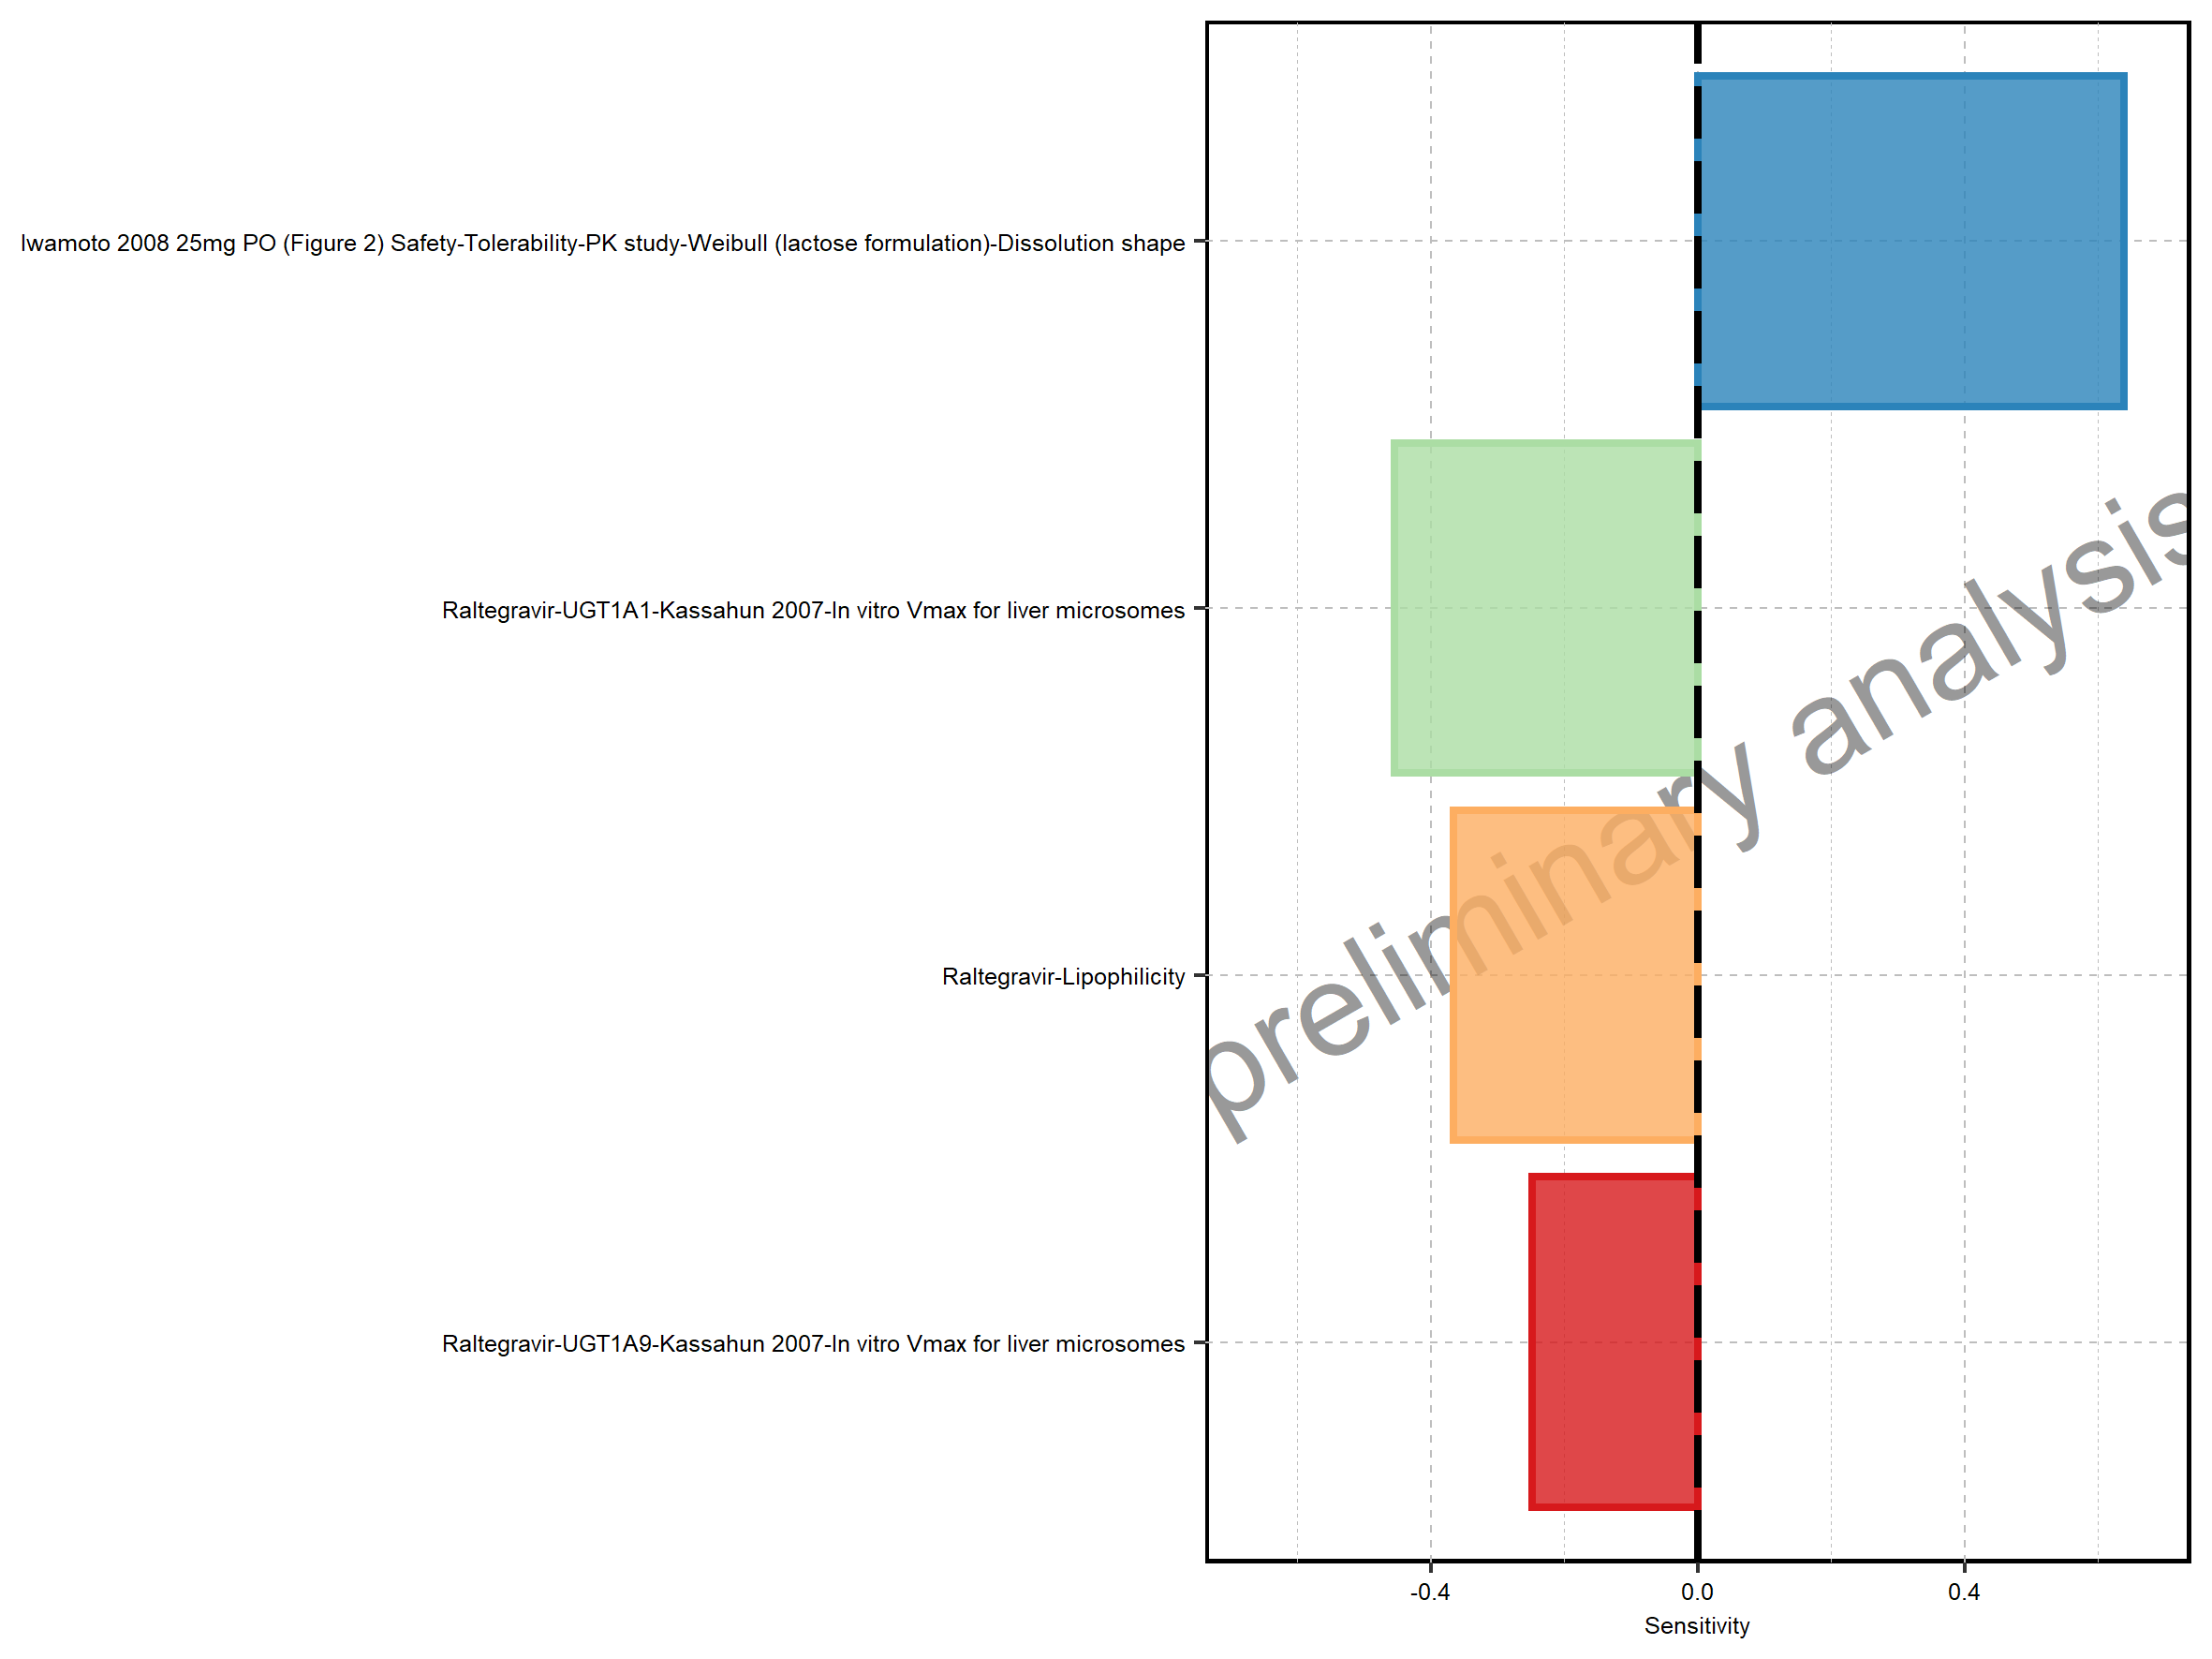 Iwamoto 2008 25mg PO (Figure 2) Safety-Tolerability-PK study-Weibull (lactose formulation)-Dissolution shape
Raltegravir-UGT1A1-Kassahun 2007-In vitro Vmax for liver microsomes
Raltegravir-Lipophilicity
Raltegravir-UGT1A9-Kassahun 2007-In vitro Vmax for liver microsomes
preliminary analysis
-0.4 0.0 0.4
Sensitivity